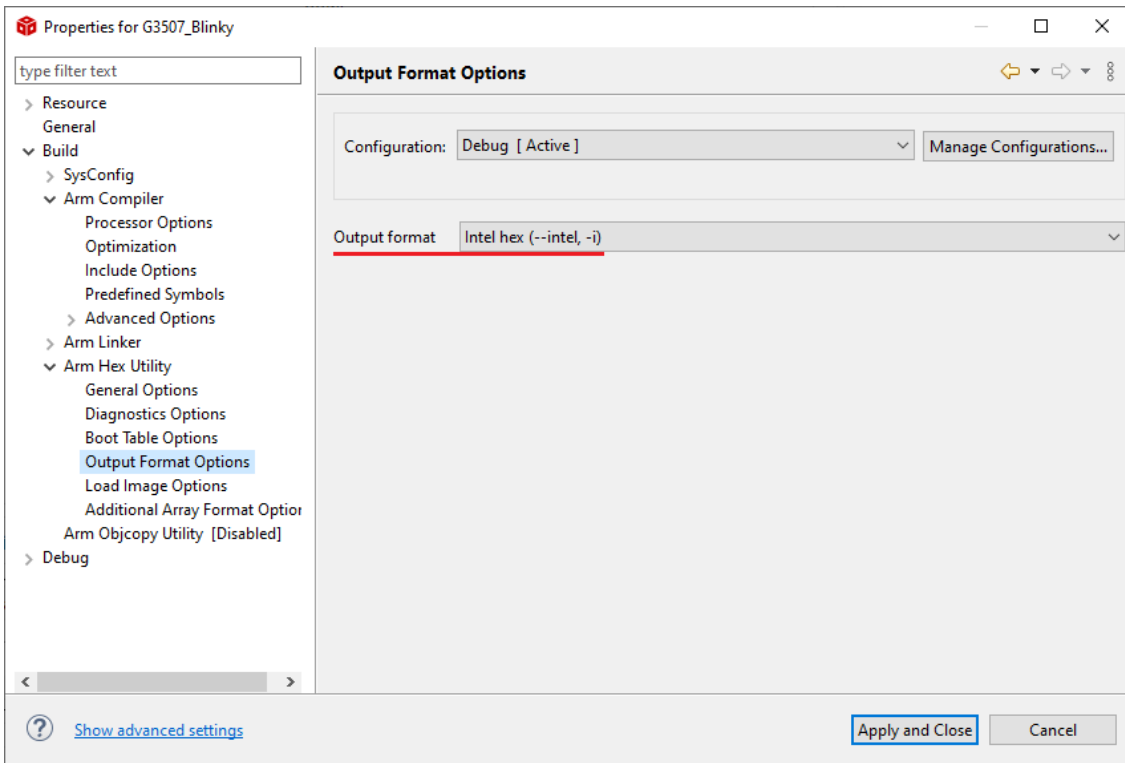 Properties for G3507_Blinky
type filter text
Resource
General
Build
SysConfig
Arm Compiler
Processor Options
Optimization
Include Options
Predefined Symbols
Advanced Options
Arm Linker
Arm Hex Utility
General Options
Diagnostics Options
Boot Table Options
Output Format Options
Load Image Options
Additional Array Format Option
Arm Objcopy Utility [Disabled]
Debug
Output Format Options
Configuration: Debug [ Active ] Manage Configurations...
Output format Intel hex (--intel, -i)
? Show advanced settings Apply and Close Cancel